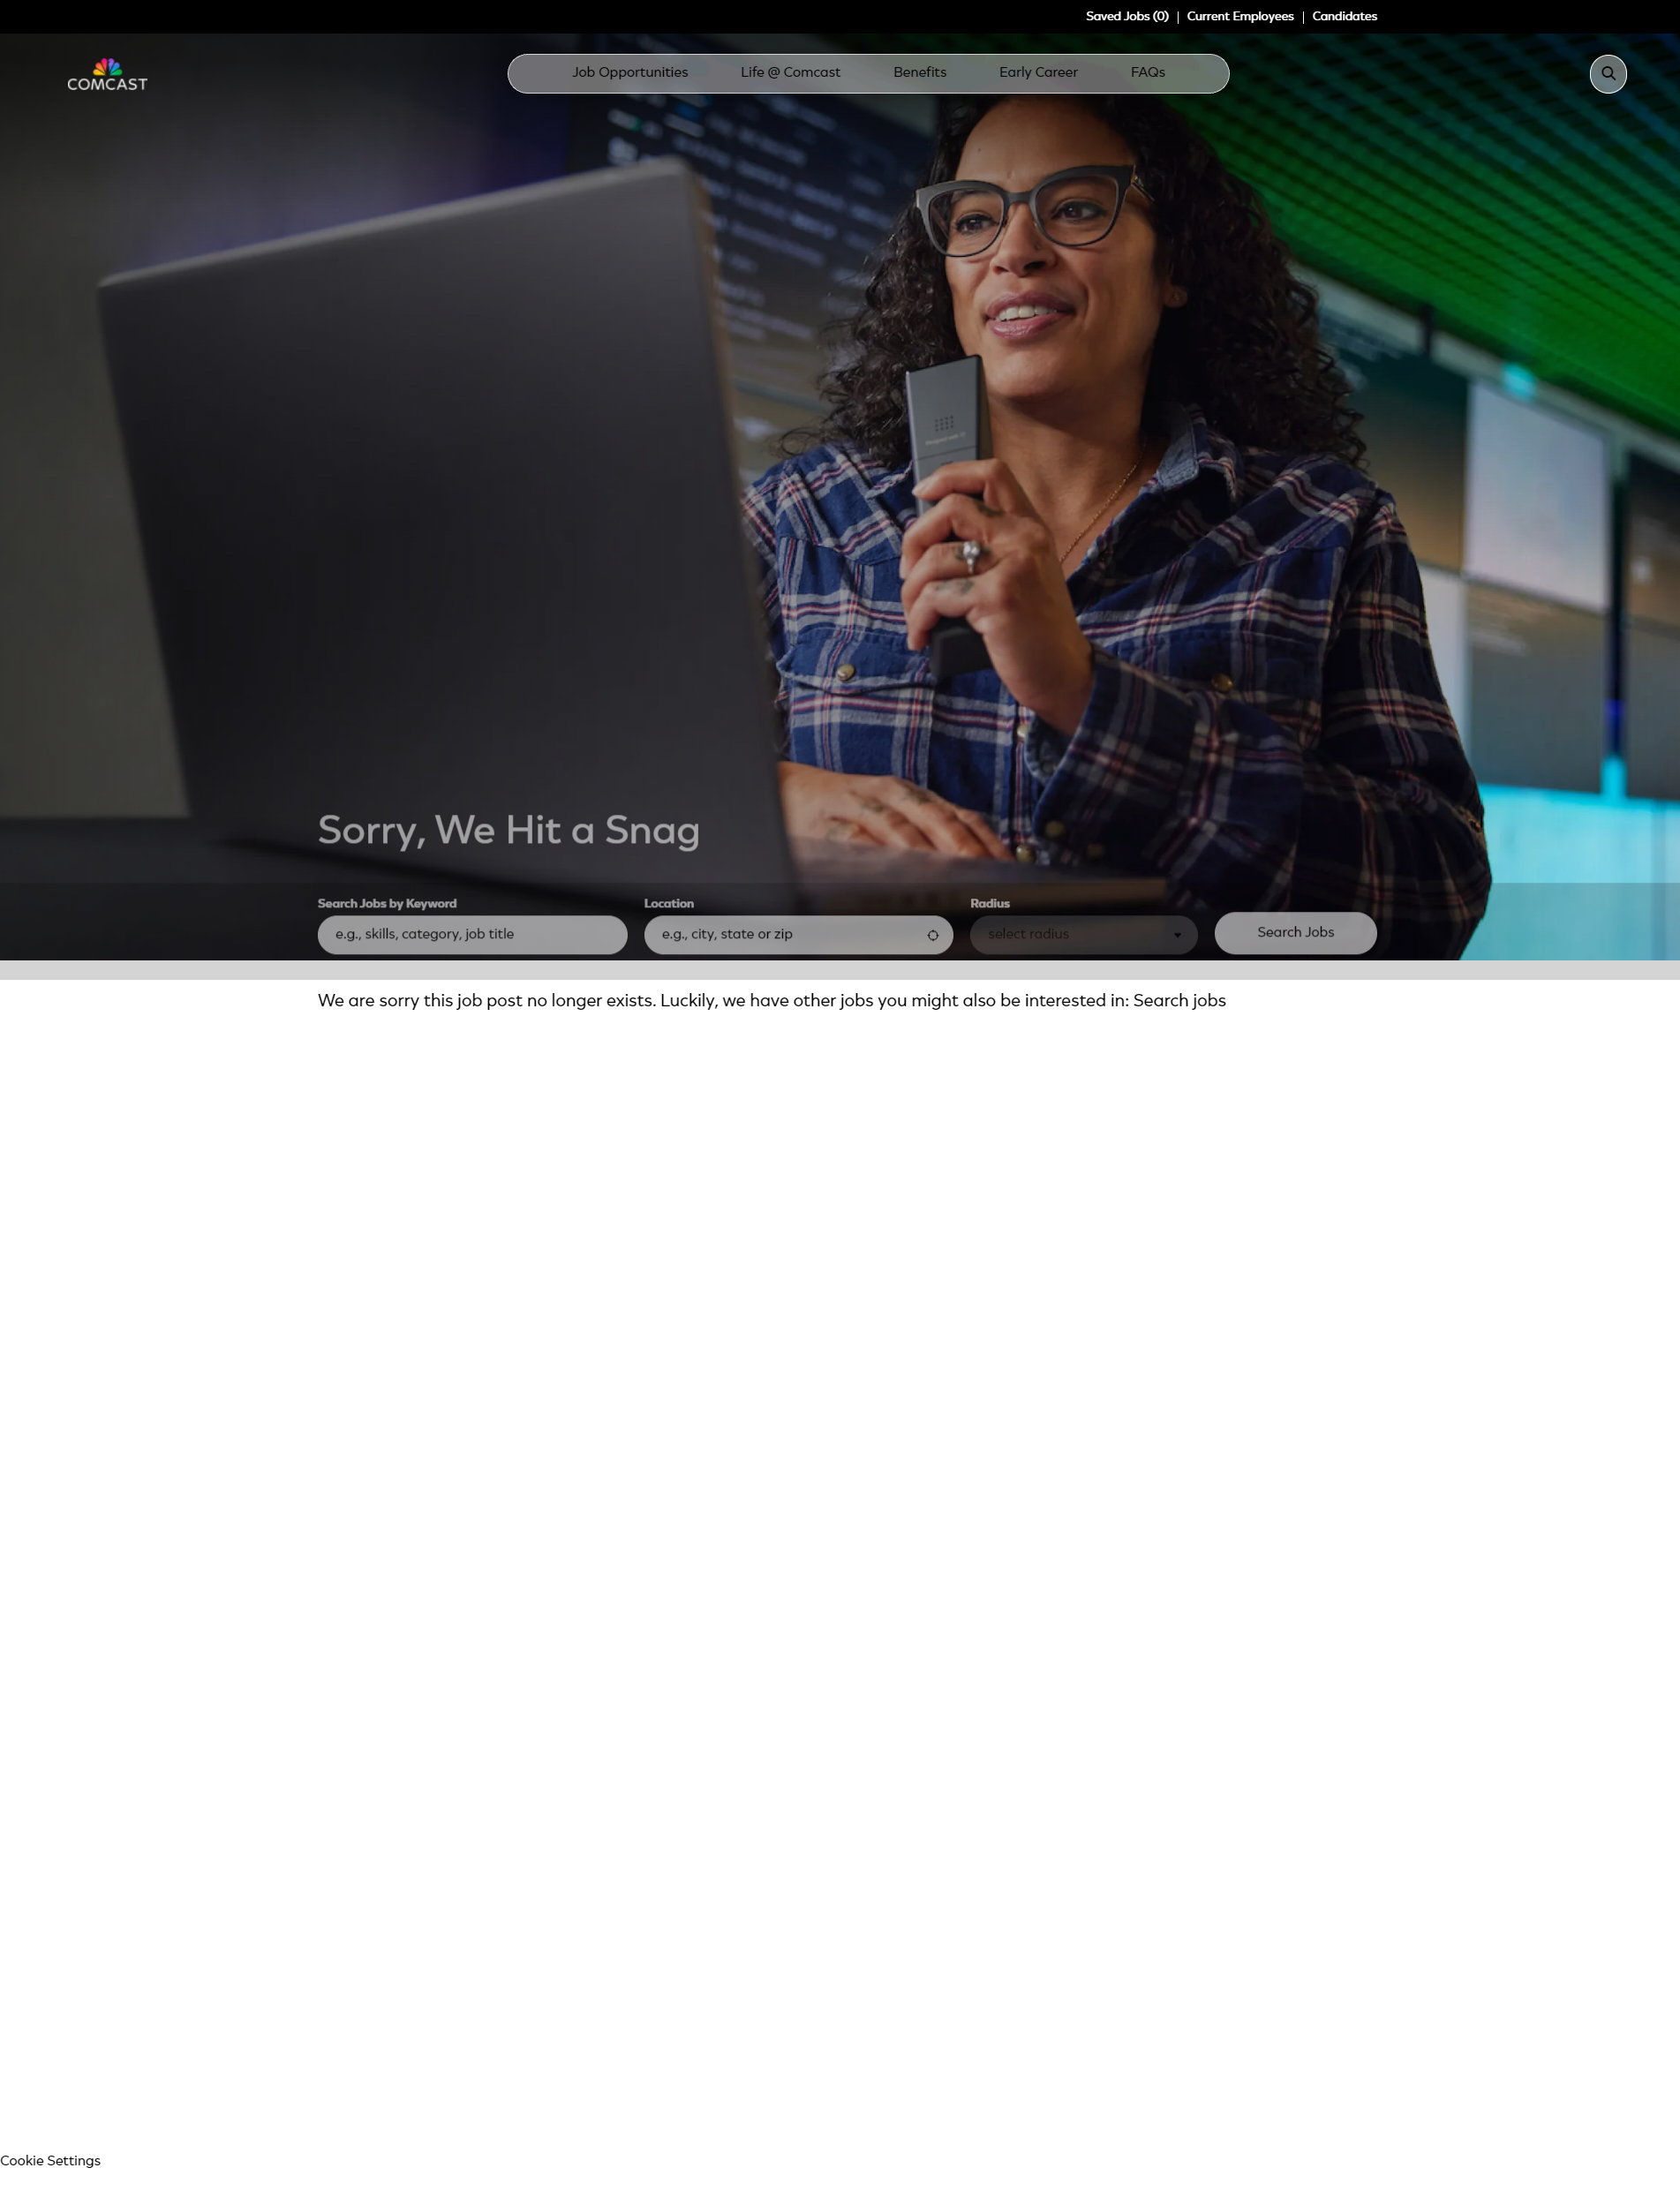 Saved Jobs (0) | Current Employees | Candidates
COMCAST
Job Opportunities Life @ Comcast Benefits Early Career FAQs
Sorry, We Hit a Snag
Search Jobs by Keyword Location Radius
e.g., skills, category, job title e.g., city, state or zip select radius Search Jobs
We are sorry this job post no longer exists. Luckily, we have other jobs you might also be interested in: Search jobs
Cookie Settings